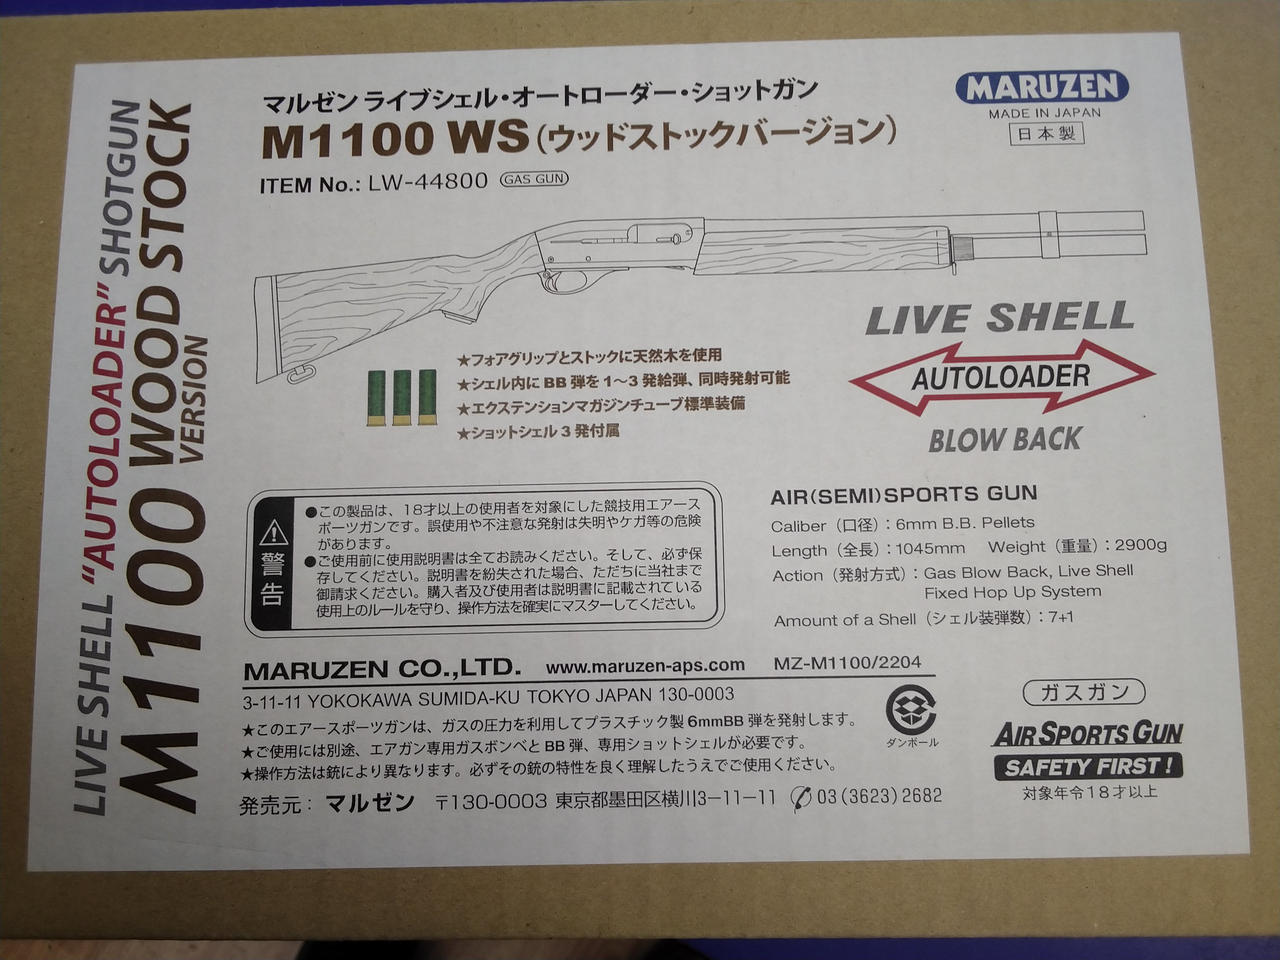 LIVE SHELL "AUTOLOADER" SHOTGUN
M1100 WOOD STOCK
VERSION
マルゼン ライブシェル・オートローダー・ショットガン
M1100 WS (ウッドストックバージョン)
ITEM No.: LW-44800 GAS GUN
MARUZEN
MADE IN JAPAN
日本製
★フォアグリップとストックに天然木を使用
★シェル内に BB 弾を 1〜3 発給弾、同時発射可能
★エクステンションマガジンチューブ標準装備
★ショットシェル 3 発付属
LIVE SHELL
AUTOLOADER
BLOW BACK
警告
●この製品は、18才以上の使用者を対象にした競技用エアース
ポーツガンです。誤使用や不注意な発射は失明やケガ等の危険
があります。
●ご使用前に使用説明書は全てお読みください。そして、必ず保
存してください。説明書を紛失された場合、ただちに当社まで
御請求ください。購入者及び使用者は説明書に記載されている
使用上のルールを守り、操作方法を確実にマスターしてください。
AIR(SEMI)SPORTS GUN
Caliber(口径):6mm B.B. Pellets
Length(全長):1045mm Weight(重量):2900g
Action(発射方式):Gas Blow Back, Live Shell
Fixed Hop Up System
Amount of a Shell(シェル装弾数):7+1
MARUZEN CO.,LTD. www.maruzen-aps.com MZ-M1100/2204
3-11-11 YOKOKAWA SUMIDA-KU TOKYO JAPAN 130-0003
★このエアースポーツガンは、ガスの圧力を利用してプラスチック製 6mmBB 弾を発射します。
★ご使用には別途、エアガン専用ガスボンベと BB 弾、専用ショットシェルが必要です。
★操作方法は銃により異なります。必ずその銃の特性を良く理解したうえでご使用ください。
発売元: マルゼン 〒130-0003 東京都墨田区横川3−11−11 03(3623)2682
ダンボール
ガスガン
AIR SPORTS GUN
SAFETY FIRST!
対象年令18才以上